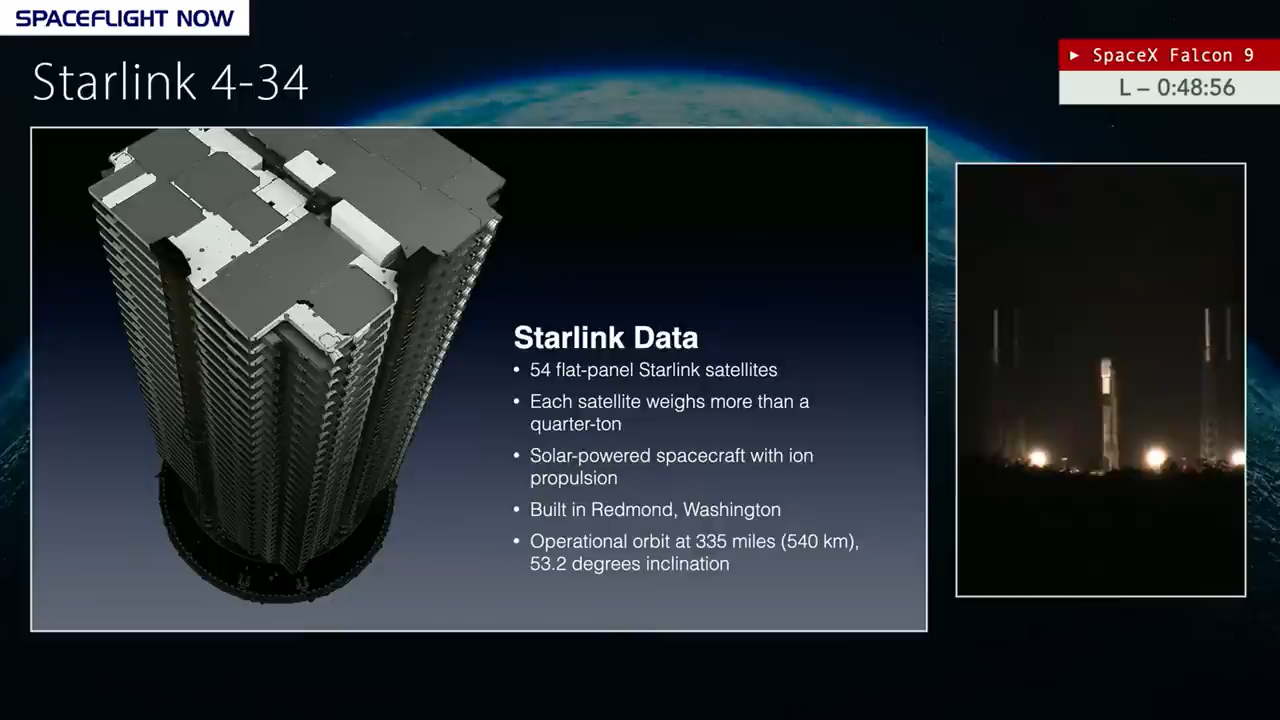 SPACEFLIGHT NOW
Starlink 4-34
▶ SpaceX Falcon 9
L – 0:48:56
Starlink Data
• 54 flat-panel Starlink satellites
• Each satellite weighs more than a
quarter-ton
• Solar-powered spacecraft with ion
propulsion
• Built in Redmond, Washington
• Operational orbit at 335 miles (540 km),
53.2 degrees inclination